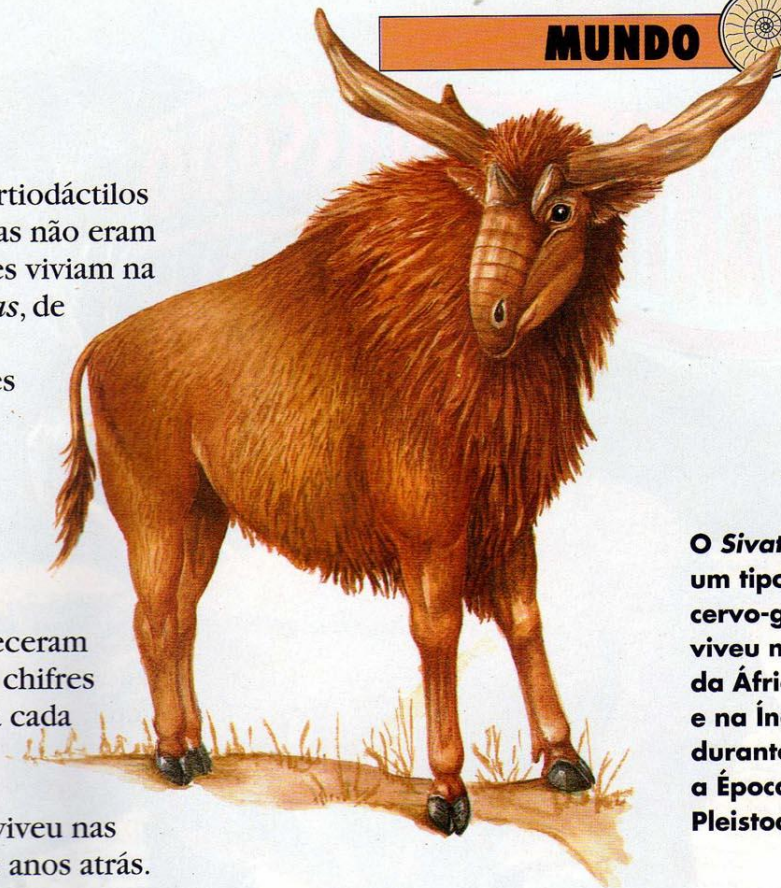 MUNDO
rtiodáctilos
as não eram
es viviam na
us, de
es
eceram
chifres
cada
viveu nas
anos atrás.
O Sivat
um tipo
cervo-g
viveu n
da Áfri
e na Ín
durante
a Époc
Pleisto